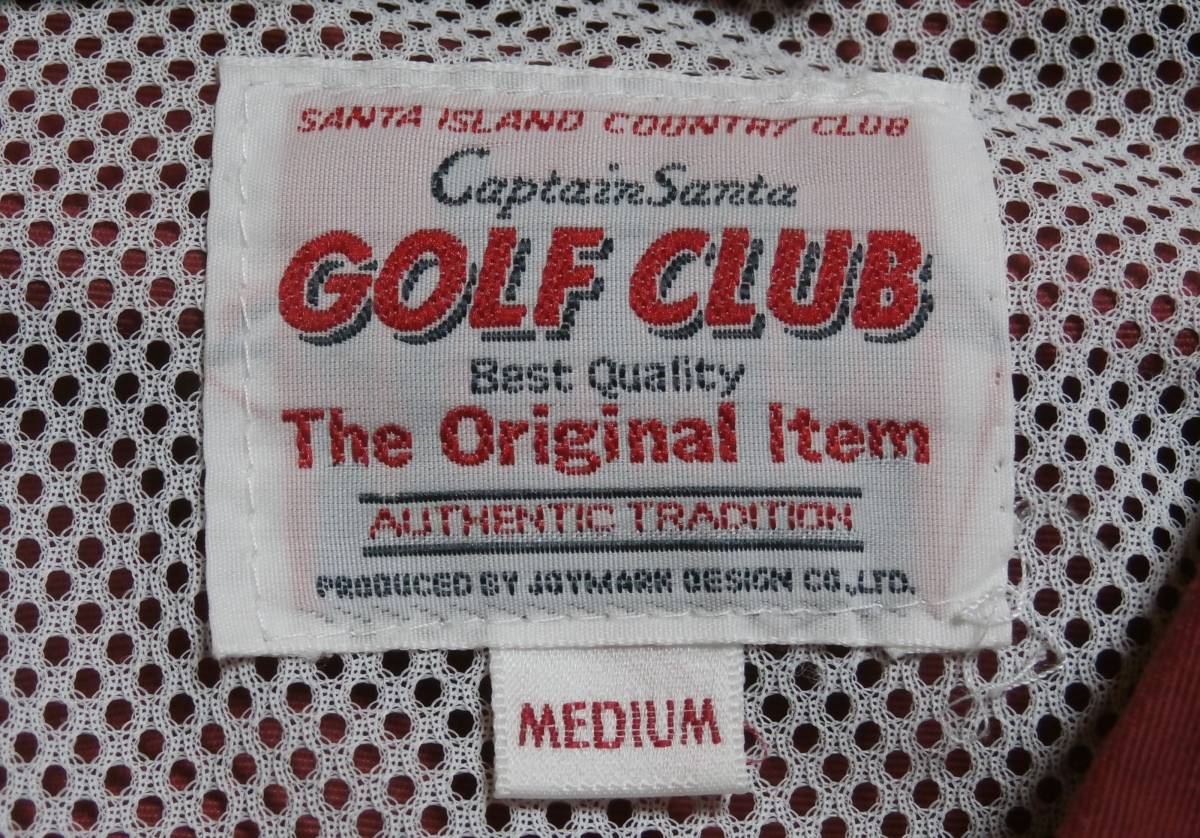 SANTA ISLAND COUNTRY CLUB
Captain Santa
GOLF CLUB
Best Quality
The Original Item
AUTHENTIC TRADITION
PRODUCED BY JOYMARK DESIGN CO.,LTD.
MEDIUM